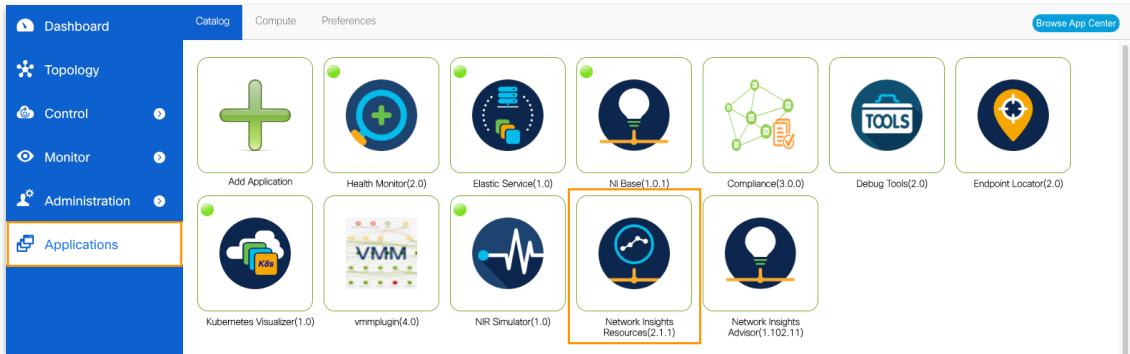 Dashboard
Topology
Control
Monitor
Administration
Applications
Catalog
Compute
Preferences
Browse App Center
Add Application
Health Monitor(2.0)
Elastic Service(1.0)
NI Base(1.0.1)
Compliance(3.0.0)
TOOLS
Debug Tools(2.0)
Endpoint Locator(2.0)
K8s
Kubernetes Visualizer(1.0)
VMM
vmmplugin(4.0)
NIR Simulator(1.0)
Network Insights
Resources(2.1.1)
Network Insights
Advisor(1.102.11)